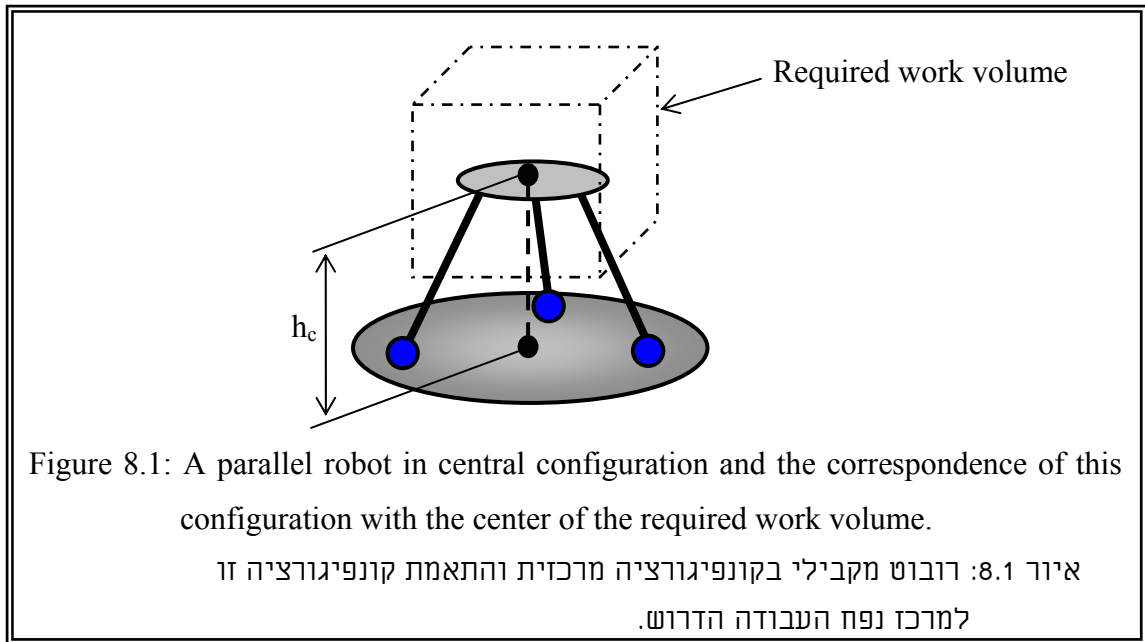 Required work volume
hc
Figure 8.1: A parallel robot in central configuration and the correspondence of this
configuration with the center of the required work volume.
איור 8.1: רובוט מקבילי בקונפיגורציה מרכזית והתאמת קונפיגורציה זו
למרכז נפח העבודה הדרוש.